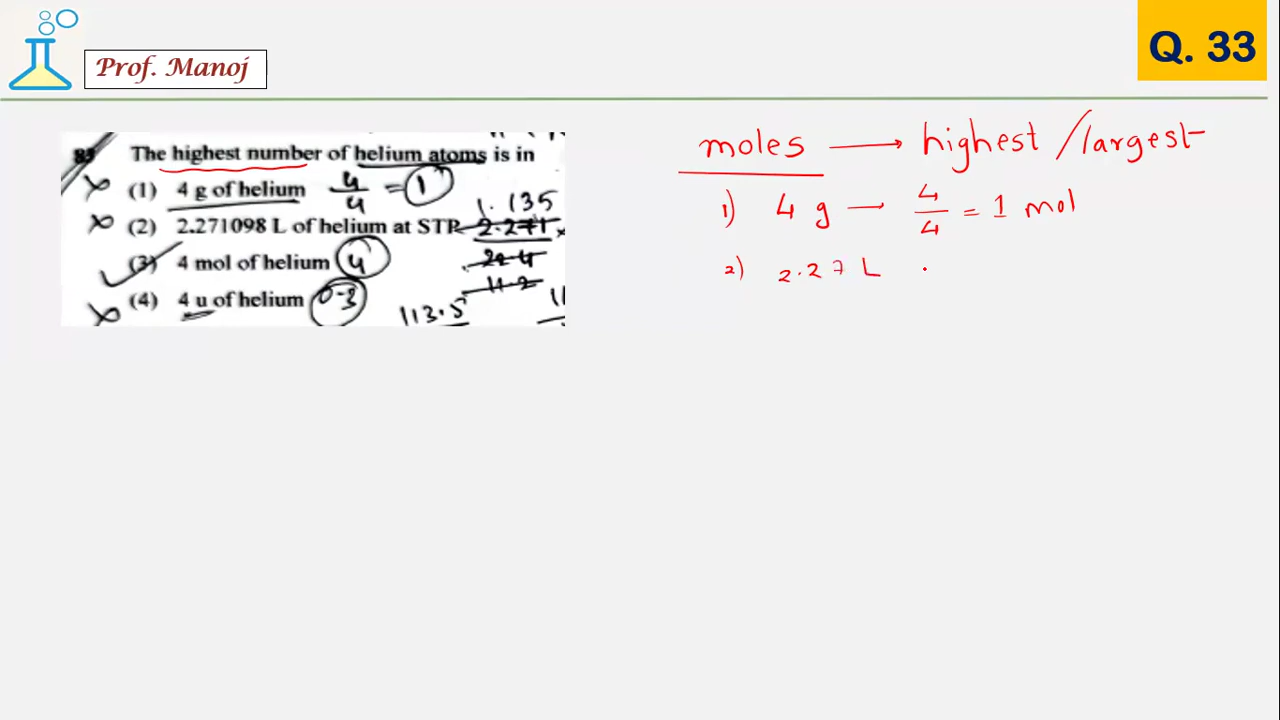 Prof. Manoj
Q. 33
The highest number of helium atoms is in
(1) 4 g of helium 4/4 = 1
1.135
(2) 2.271098 L of helium at STP 2.271
22.4
(3) 4 mol of helium 4
11.2
(4) 4 u of helium
113.5
moles → highest / largest
1) 4 g → 4/4 = 1 mol
2) 2.27 L